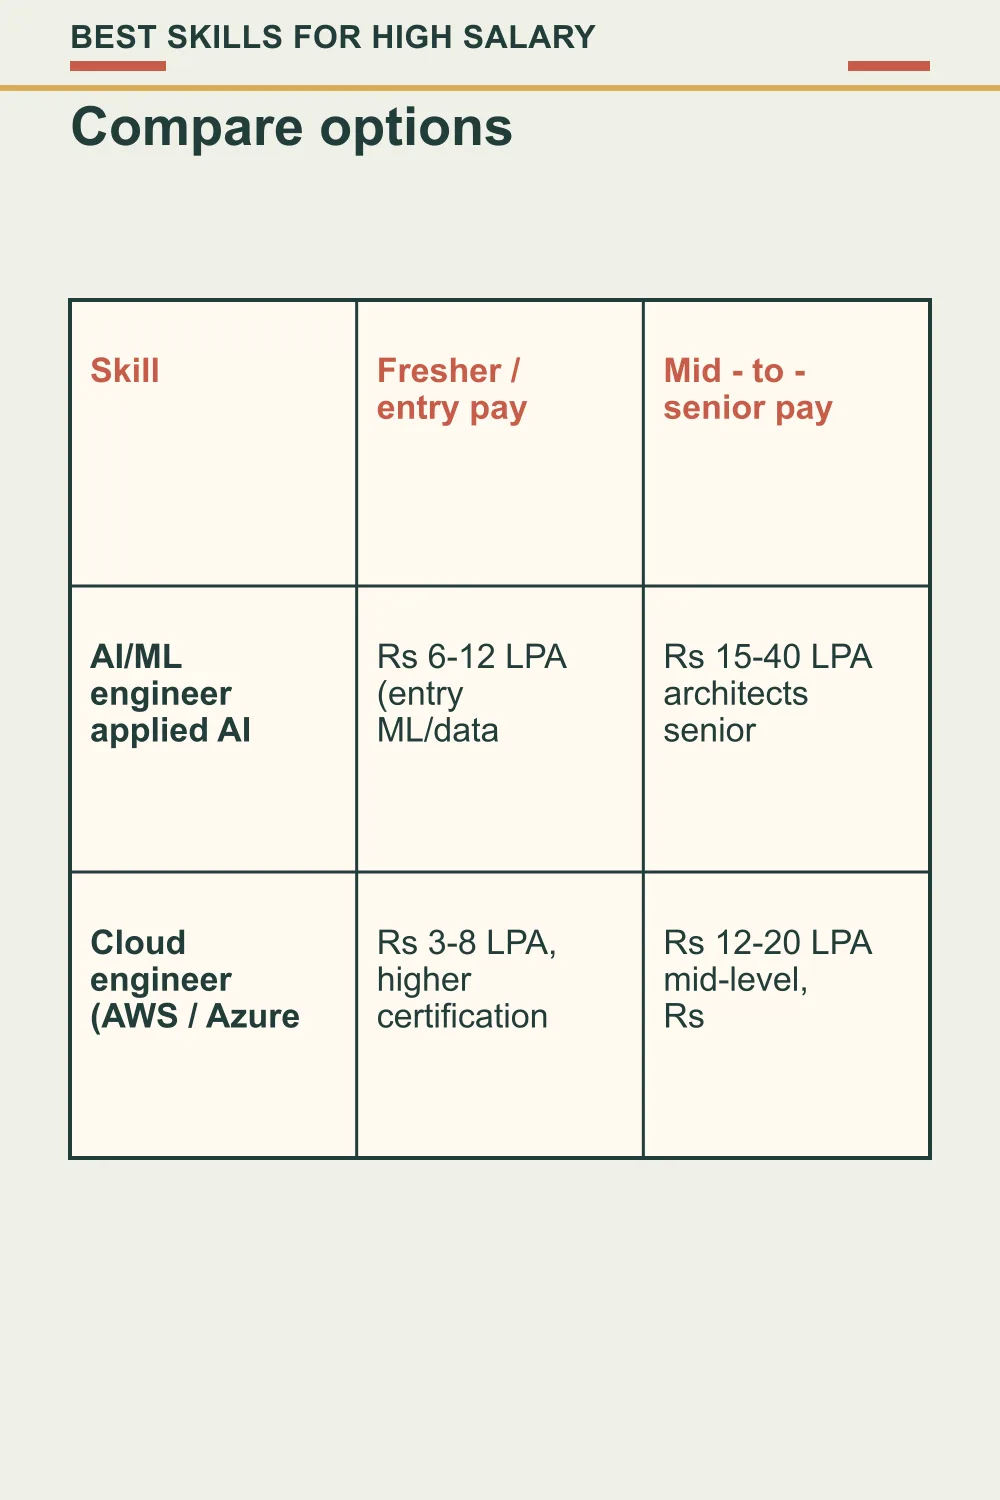 BEST SKILLS FOR HIGH SALARY
Compare options
Skill
Fresher /
entry pay
Mid - to -
senior pay
AI/ML
engineer
applied AI
Rs 6-12 LPA
(entry
ML/data
Rs 15-40 LPA
architects
senior
Cloud
engineer
(AWS / Azure
Rs 3-8 LPA,
higher
certification
Rs 12-20 LPA
mid-level,
Rs